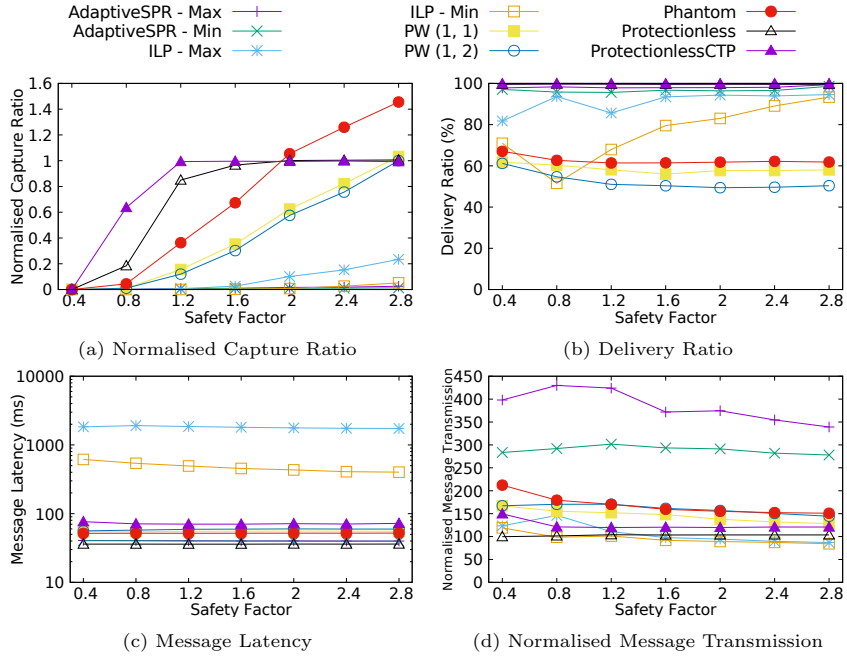 AdaptiveSPR - Max
AdaptiveSPR - Min
ILP - Max
ILP - Min
PW (1, 1)
PW (1, 2)
Phantom
Protectionless
ProtectionlessCTP
Normalised Capture Ratio
1.6
1.4
1.2
1
0.8
0.6
0.4
0.2
0
0.4 0.8 1.2 1.6 2 2.4 2.8
Safety Factor
(a) Normalised Capture Ratio
Delivery Ratio (%)
100
80
60
40
20
0
0.4 0.8 1.2 1.6 2 2.4 2.8
Safety Factor
(b) Delivery Ratio
Message Latency (ms)
10000
1000
100
10
0.4 0.8 1.2 1.6 2 2.4 2.8
Safety Factor
(c) Message Latency
Normalised Message Transmission
450
400
350
300
250
200
150
100
50
0
0.4 0.8 1.2 1.6 2 2.4 2.8
Safety Factor
(d) Normalised Message Transmission